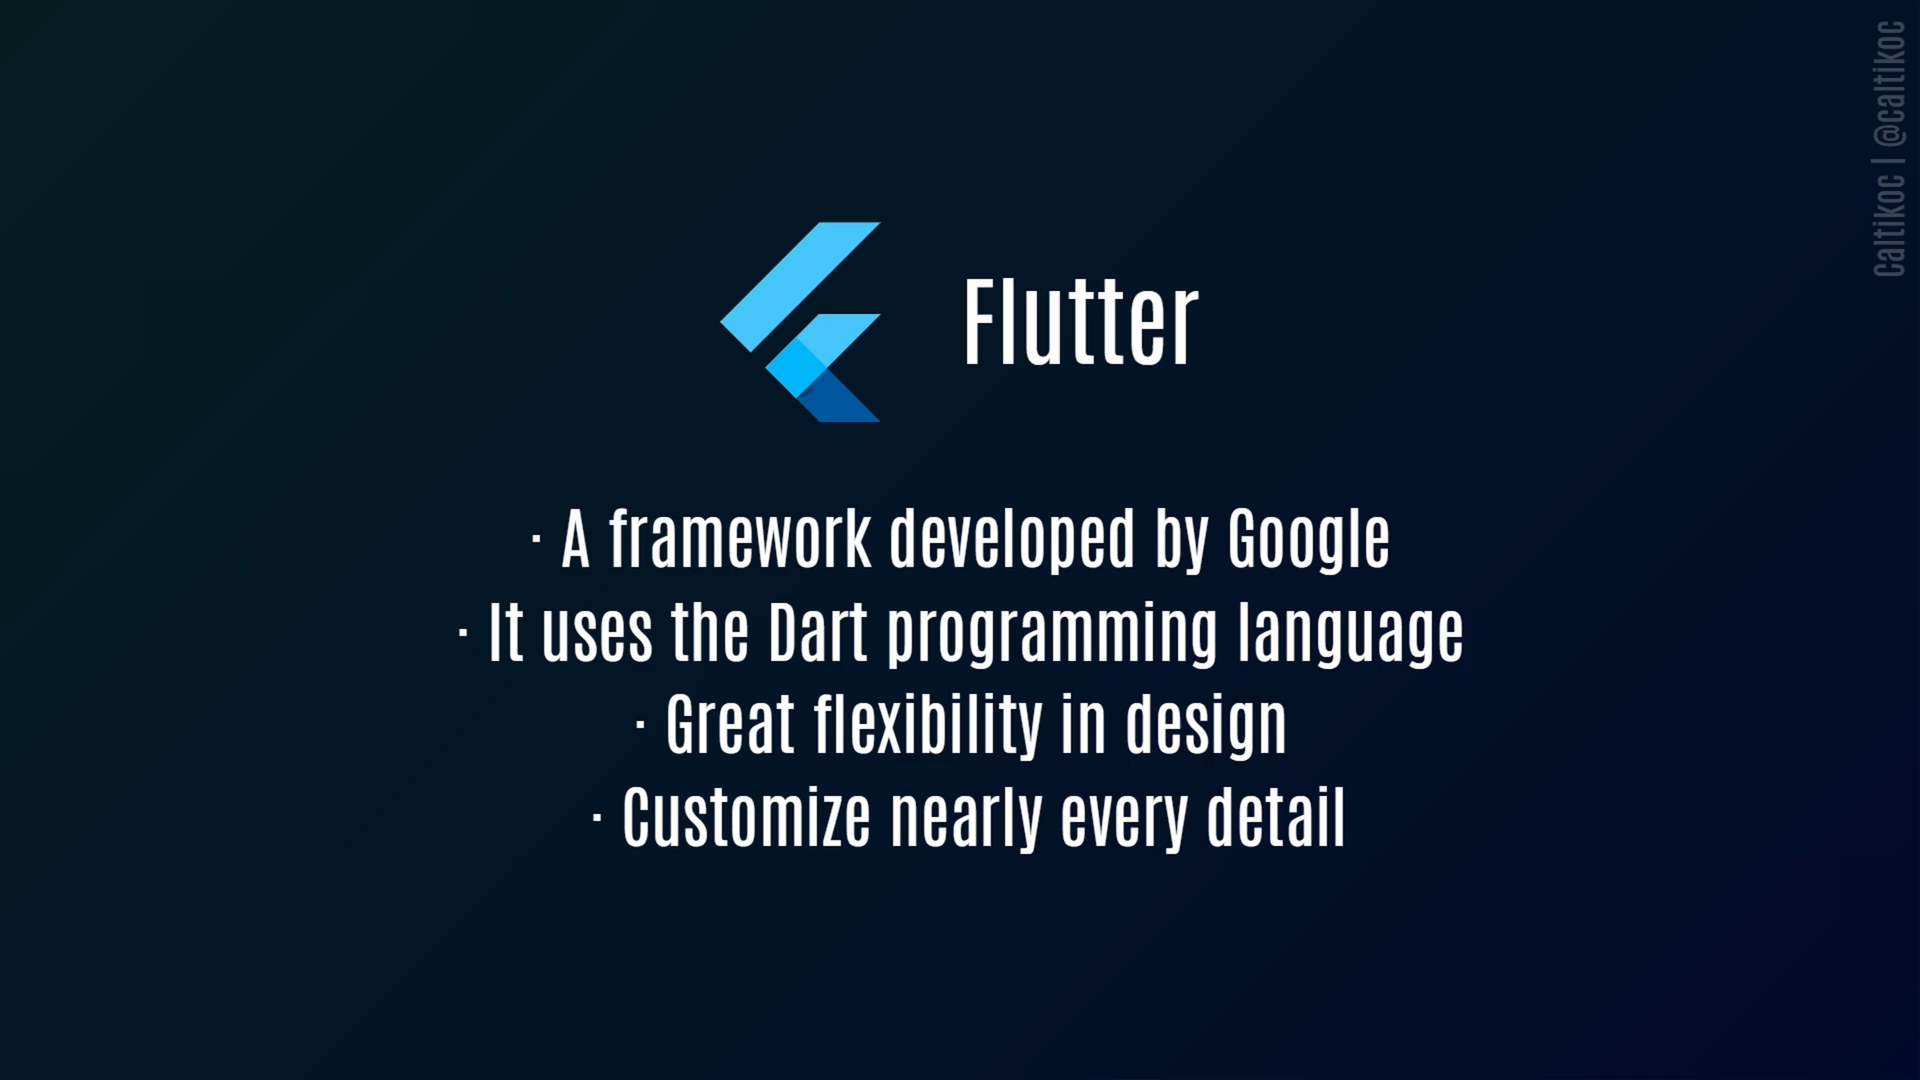 Flutter
· A framework developed by Google
· It uses the Dart programming language
· Great flexibility in design
· Customize nearly every detail
caltikoc | @caltikoc